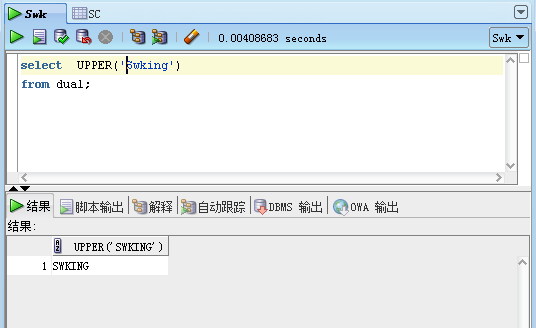 Swk SC
0.00408683 seconds Swk
select UPPER('Swking')
from dual;
结果 脚本输出 解释 自动跟踪 DBMS 输出 OWA 输出
结果:
UPPER('SWKING')
1 SWKING